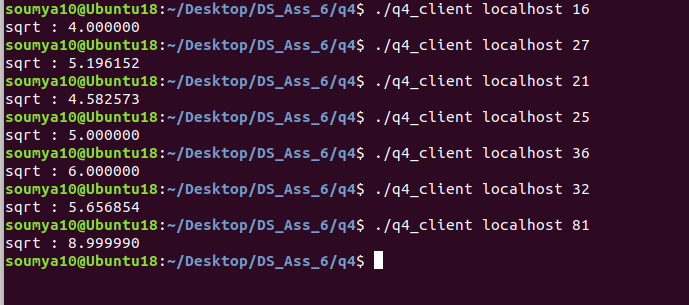 soumya10@Ubuntu18:~/Desktop/DS_Ass_6/q4$ ./q4_client localhost 16
sqrt : 4.000000
soumya10@Ubuntu18:~/Desktop/DS_Ass_6/q4$ ./q4_client localhost 27
sqrt : 5.196152
soumya10@Ubuntu18:~/Desktop/DS_Ass_6/q4$ ./q4_client localhost 21
sqrt : 4.582573
soumya10@Ubuntu18:~/Desktop/DS_Ass_6/q4$ ./q4_client localhost 25
sqrt : 5.000000
soumya10@Ubuntu18:~/Desktop/DS_Ass_6/q4$ ./q4_client localhost 36
sqrt : 6.000000
soumya10@Ubuntu18:~/Desktop/DS_Ass_6/q4$ ./q4_client localhost 32
sqrt : 5.656854
soumya10@Ubuntu18:~/Desktop/DS_Ass_6/q4$ ./q4_client localhost 81
sqrt : 8.999990
soumya10@Ubuntu18:~/Desktop/DS_Ass_6/q4$